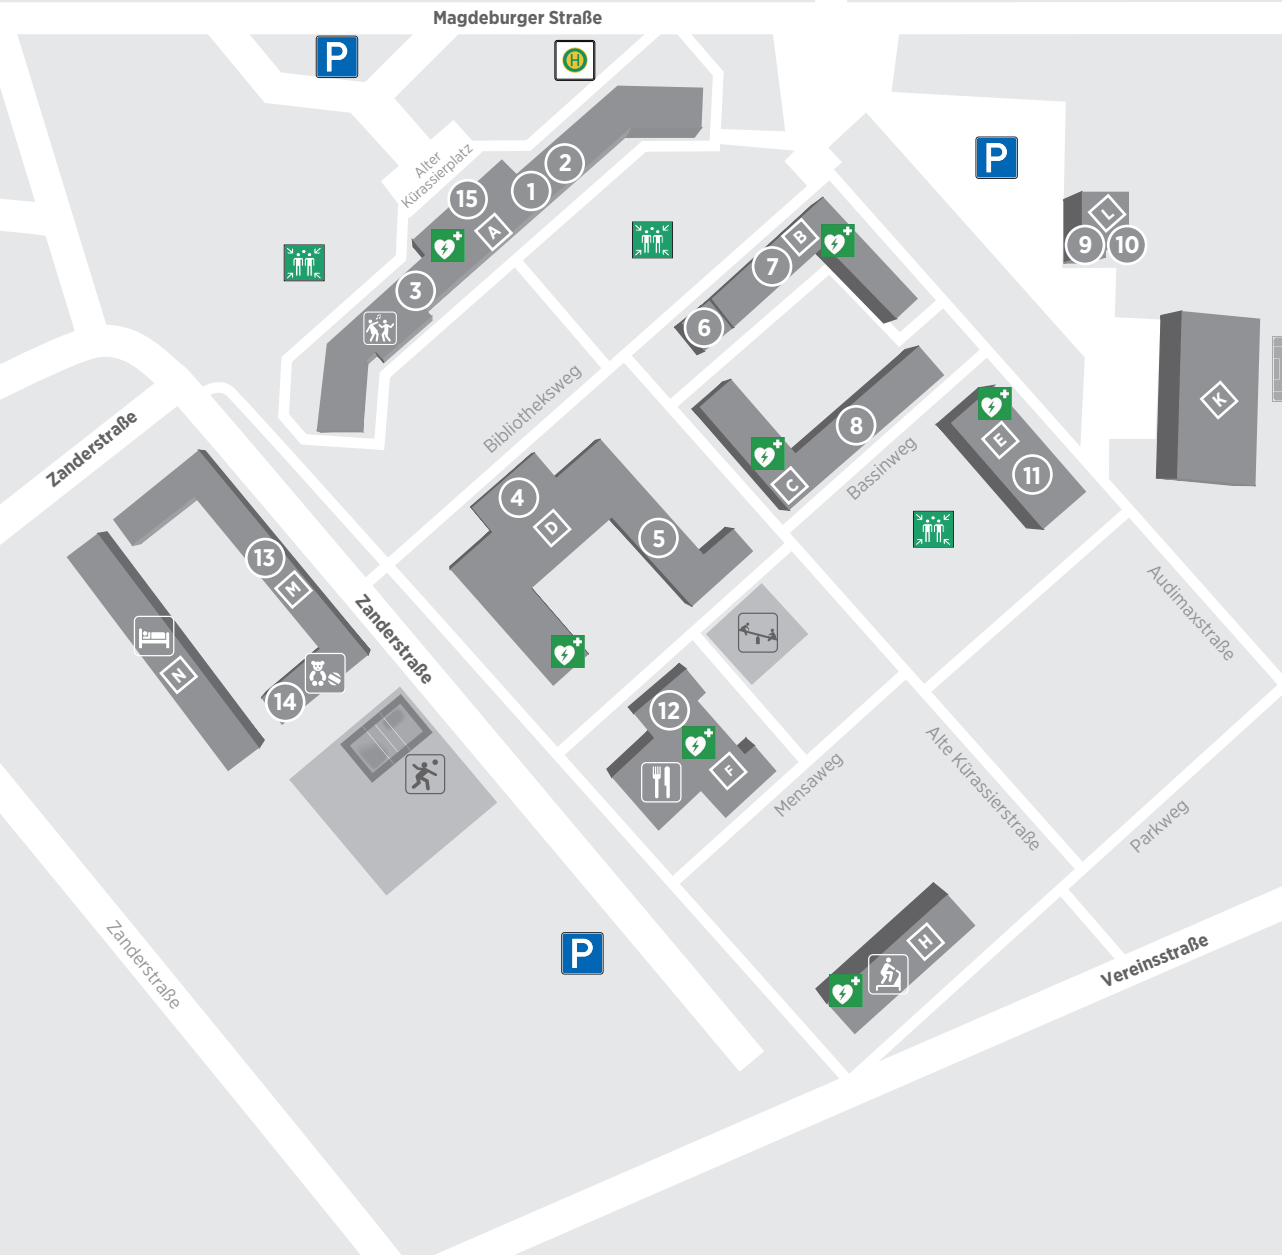 Magdeburger Straße
P
H
P
Alter
Kürassierplatz
2
1
15
A
3
B
7
6
L
9
10
K
Bibliotheksweg
8
C
Bassinweg
E
11
Zanderstraße
4
D
5
13
M
N
14
Zanderstraße
Audimaxstraße
12
F
Mensaweg
Alte Kürassierstraße
Parkweg
H
P
Zanderstraße
Vereinsstraße